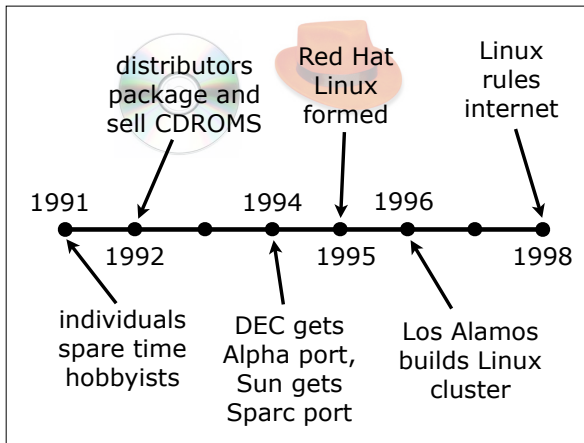 distributors
package and
sell CDROMS
Red Hat
Linux
formed
Linux
rules
internet
1991
1994
1996
1992
1995
1998
individuals
spare time
hobbyists
DEC gets
Alpha port,
Sun gets
Sparc port
Los Alamos
builds Linux
cluster